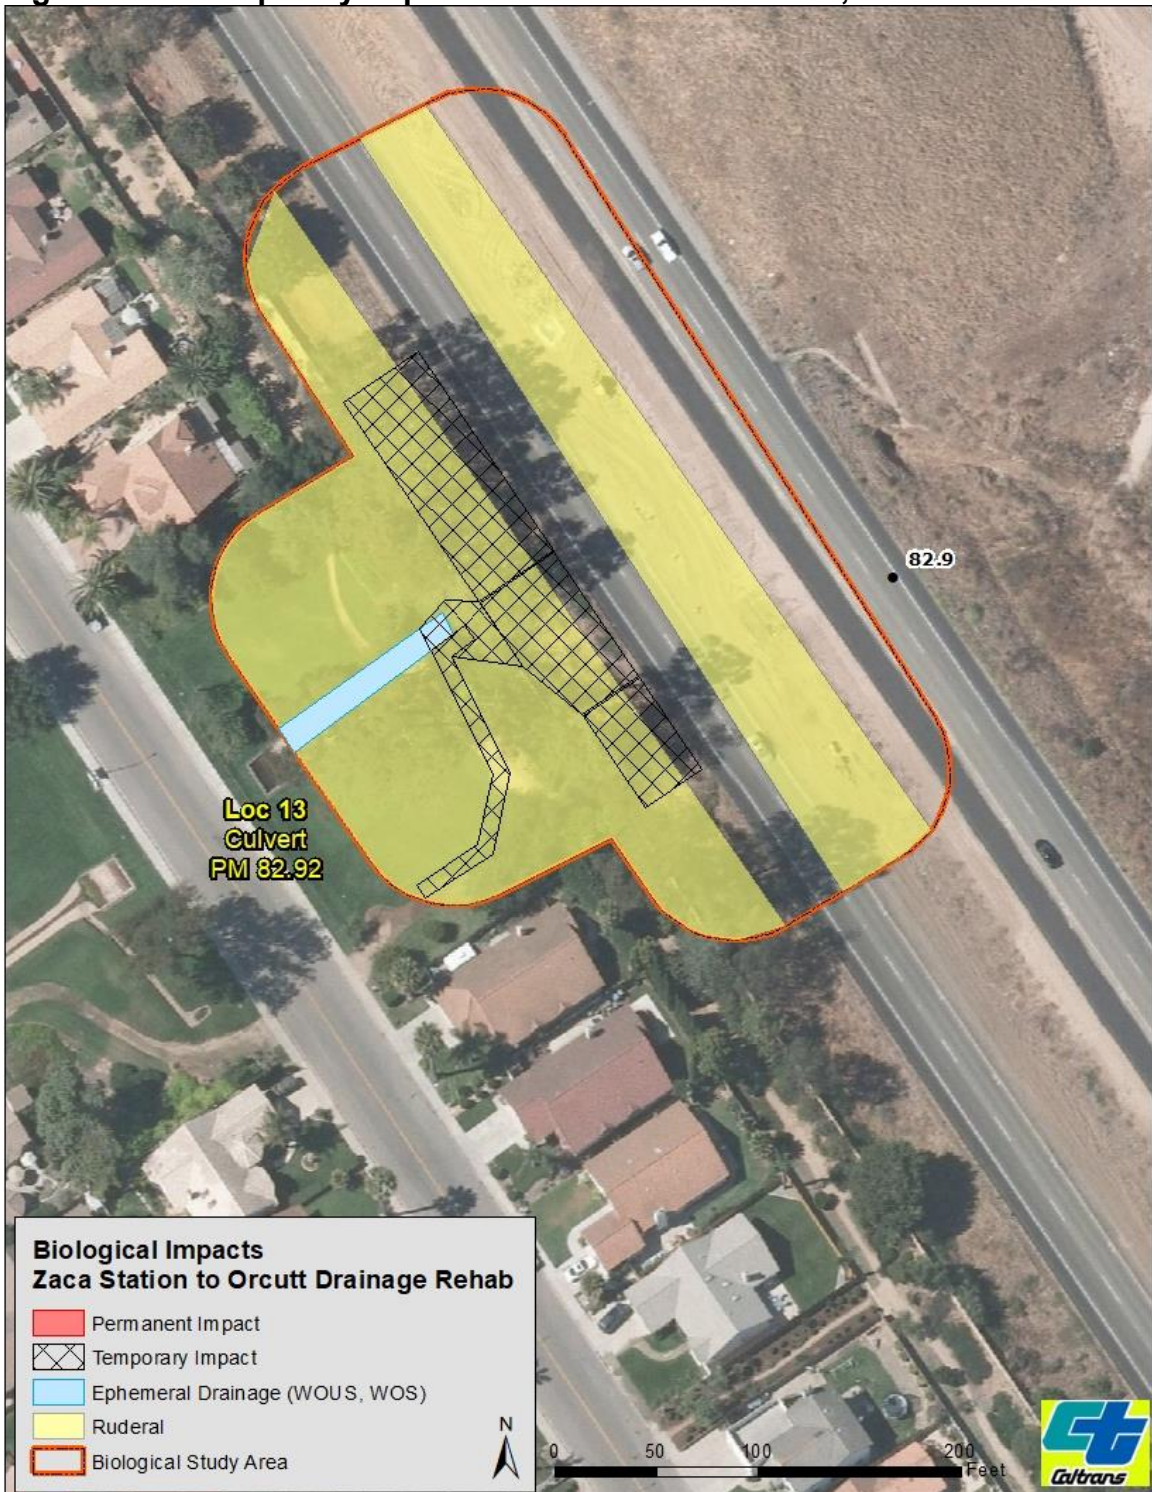 82.9
Loc 13
Culvert
PM 82.92
Biological Impacts
Zaca Station to Orcutt Drainage Rehab
Permanent Impact
Temporary Impact
Ephemeral Drainage (WOUS, WOS)
Ruderal
Biological Study Area
N
0 50 100 200
Feet
Caltrans